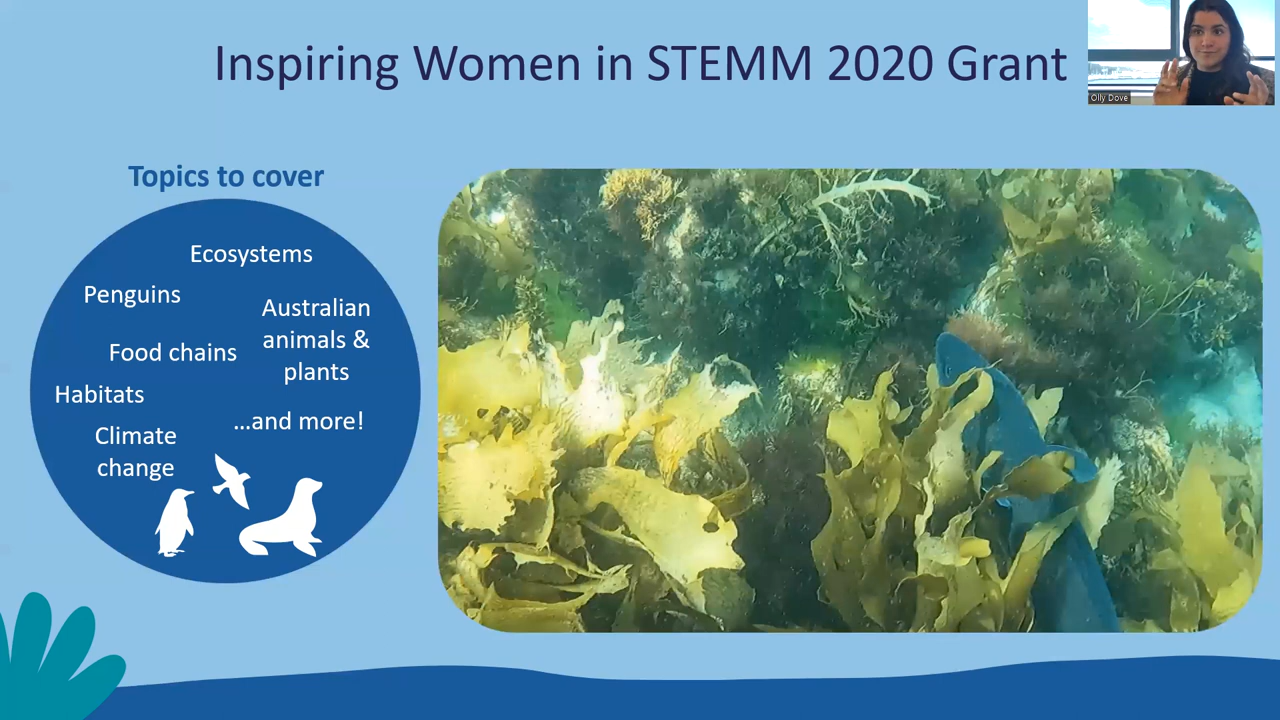 Inspiring Women in STEMM 2020 Grant
Olly Dove
Topics to cover
Ecosystems
Penguins
Australian
animals &
plants
Food chains
Habitats
...and more!
Climate
change